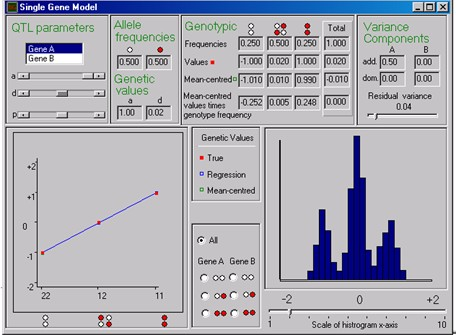 Single Gene Model
QTL parameters
Gene A
Gene B
a
d
p
Allele
frequencies
0.500 0.500
Genetic
values
a d
1.00 0.02
Genotypic
Total
Frequencies 0.250 0.500 0.250 1.000
Values -1.000 0.020 1.000 0.020
Mean-centred -1.010 0.010 0.990 -0.010
Mean-centred
values times
genotype frequency
-0.252 0.005 0.248 0.000
Variance
Components
A B
add. 0.50 0.00
dom. 0.00 0.00
Residual variance
0.04
+2
+1
0
-1
-2
22 12 11
Genetic Values
True
Regression
Mean-centred
All
Gene A Gene B
-2 0 +2
1 10
Scale of histrogram x-axis